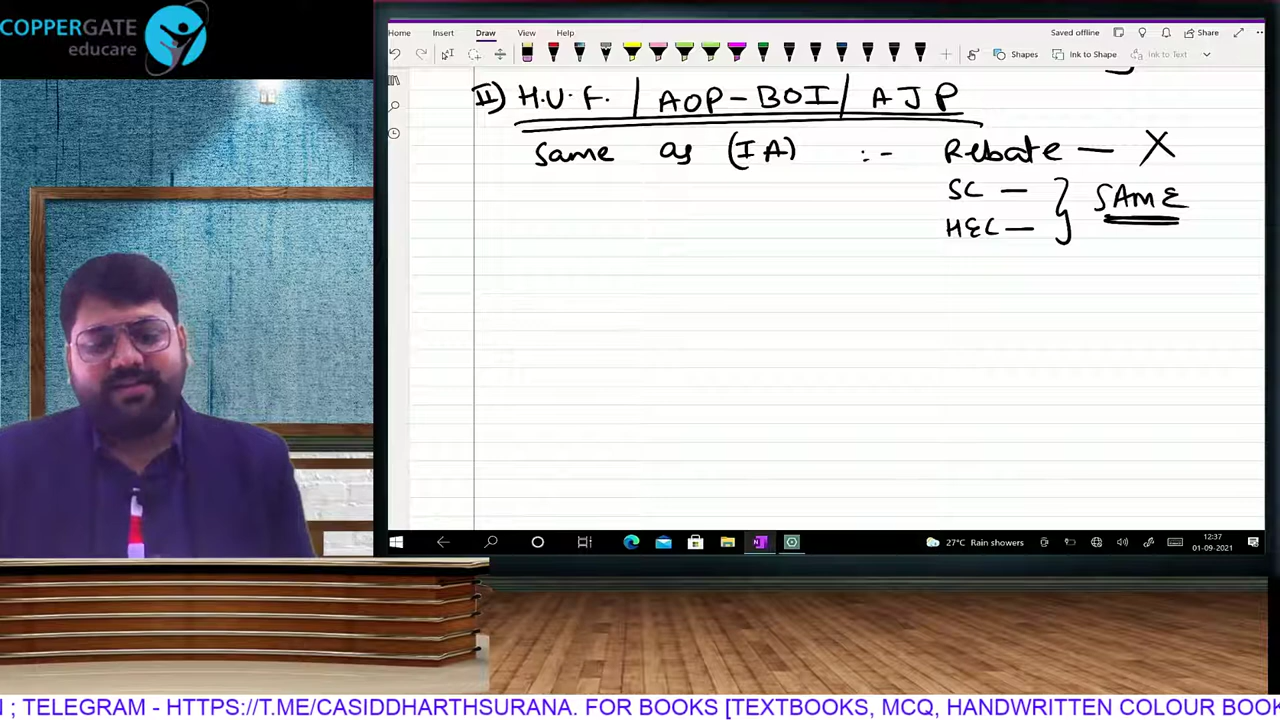 COPPERGATE
educare
Home Insert Draw View Help
Saved offline
Share
Shapes
Ink to Shape
Ink to Text
II) H.U.F. / AOP-BOI / AJP
Same as (IA) :- Rebate — X
SC —
HEC —
SAME
27°C Rain showers
12:37
01-09-2021
N ; TELEGRAM - HTTPS://T.ME/CASIDDHARTHSURANA. FOR BOOKS [TEXTBOOKS, MCQ, HANDWRITTEN COLOUR BOOK